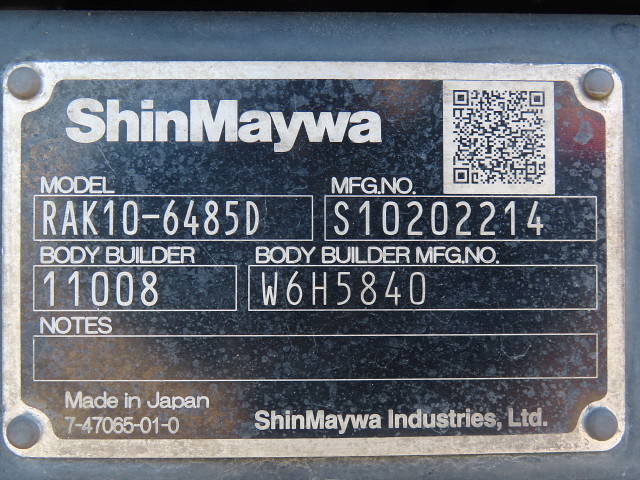 ShinMaywa
MODEL MFG.NO.
RAK10-6485D S10202214
BODY BUILDER BODY BUILDER MFG.NO.
11008 W6H5840
NOTES
Made in Japan
7-47065-01-0 ShinMaywa Industries, Ltd.